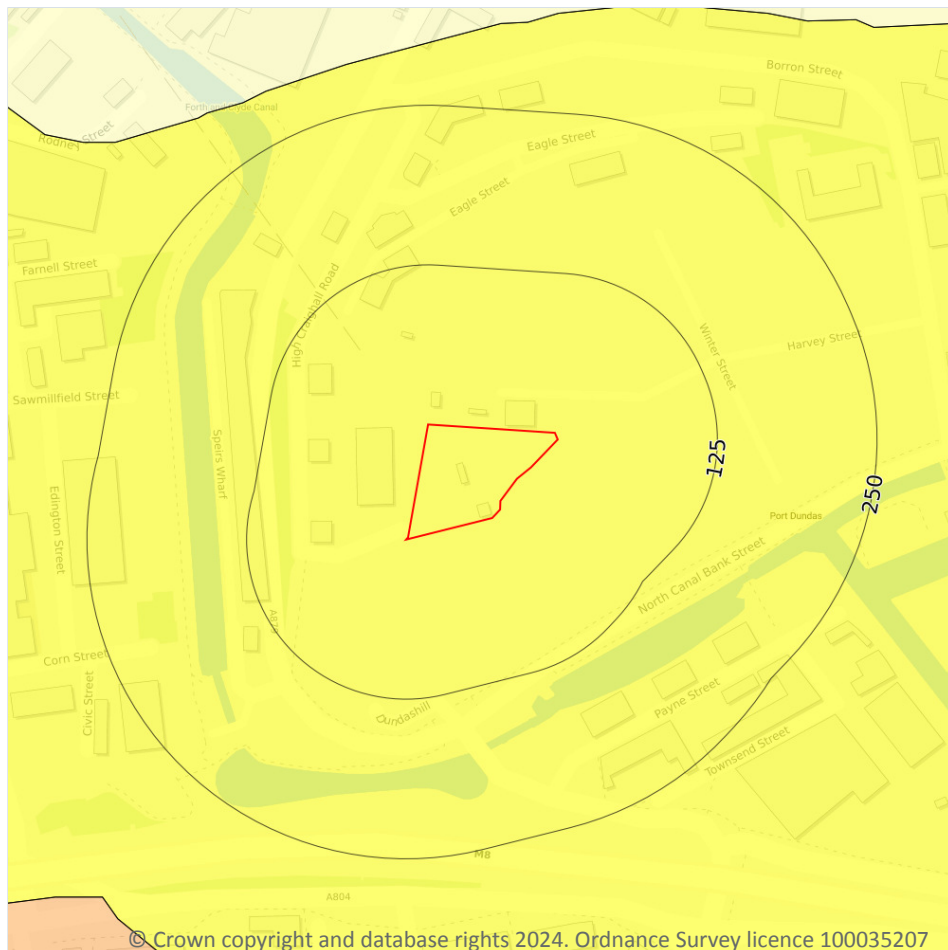 Borron Street
Forth and Clyde Canal
Rodney Street
Eagle Street
Eagle Street
Farnell Street
High Craighall Road
Winter Street
Harvey Street
Sawmillfield Street
Speirs Wharf
125
250
Edington Street
Port Dundas
North Canal Bank Street
A879
Corn Street
Civic Street
Dundashill
Payne Street
Townsend Street
M8
A804
© Crown copyright and database rights 2024. Ordnance Survey licence 100035207